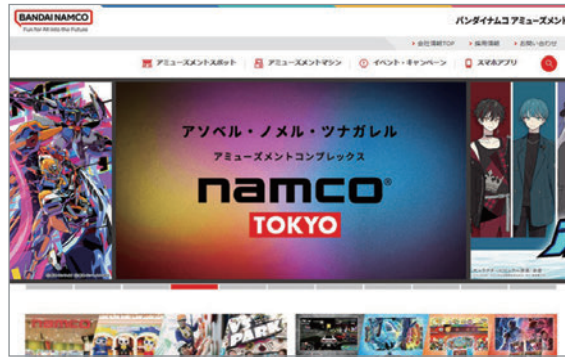 BANDAI NAMCO
Fun for All into the Future
バンダイナムコ アミューズメント
会社情報TOP
採用情報
お問い合わせ
アミューズメントスポット
アミューズメントマシン
イベント・キャンペーン
スマホアプリ
アソベル・ノメル・ツナガレル
アミューズメントコンプレックス
namco®
TOKYO
namco
PARK